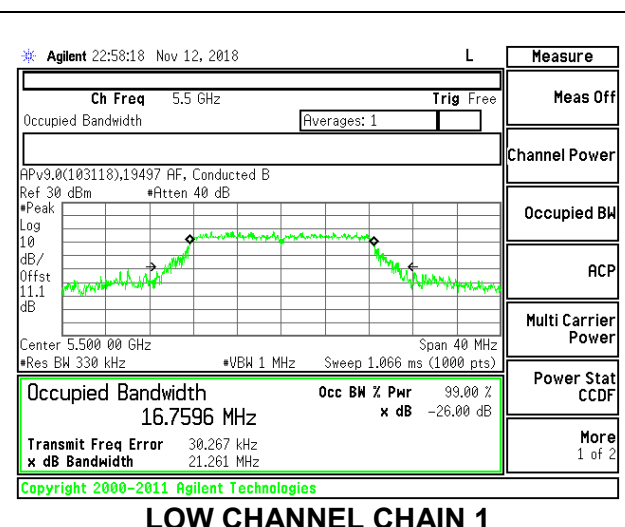 Agilent 22:58:18 Nov 12, 2018 L
Measure
Ch Freq 5.5 GHz Trig Free
Occupied Bandwidth Averages: 1
Meas Off
Channel Power
APv9.0(103118),19497 AF, Conducted B
Ref 30 dBm #Atten 40 dB
#Peak
Log
10
dB/
Offst
11.1
dB
Occupied BW
ACP
Center 5.500 00 GHz Span 40 MHz
#Res BW 330 kHz #VBW 1 MHz Sweep 1.066 ms (1000 pts)
Multi Carrier
Power
Occupied Bandwidth Occ BW % Pwr 99.00 %
16.7596 MHz x dB -26.00 dB
Transmit Freq Error 30.267 kHz
x dB Bandwidth 21.261 MHz
Power Stat
CCDF
More
1 of 2
Copyright 2000-2011 Agilent Technologies
LOW CHANNEL CHAIN 1